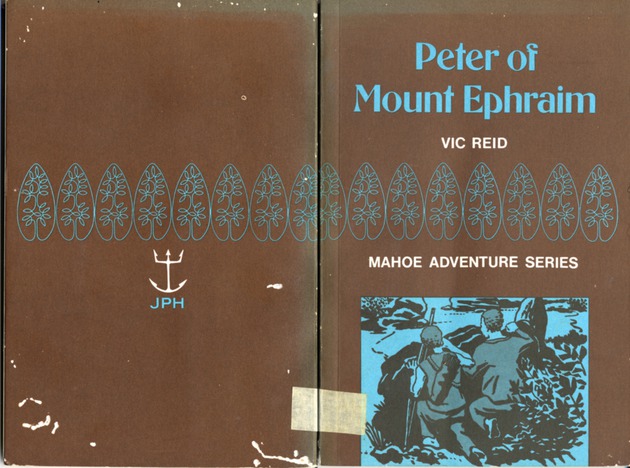 Peter of
Mount Ephraim
VIC REID
MAHOE ADVENTURE SERIES
JPH